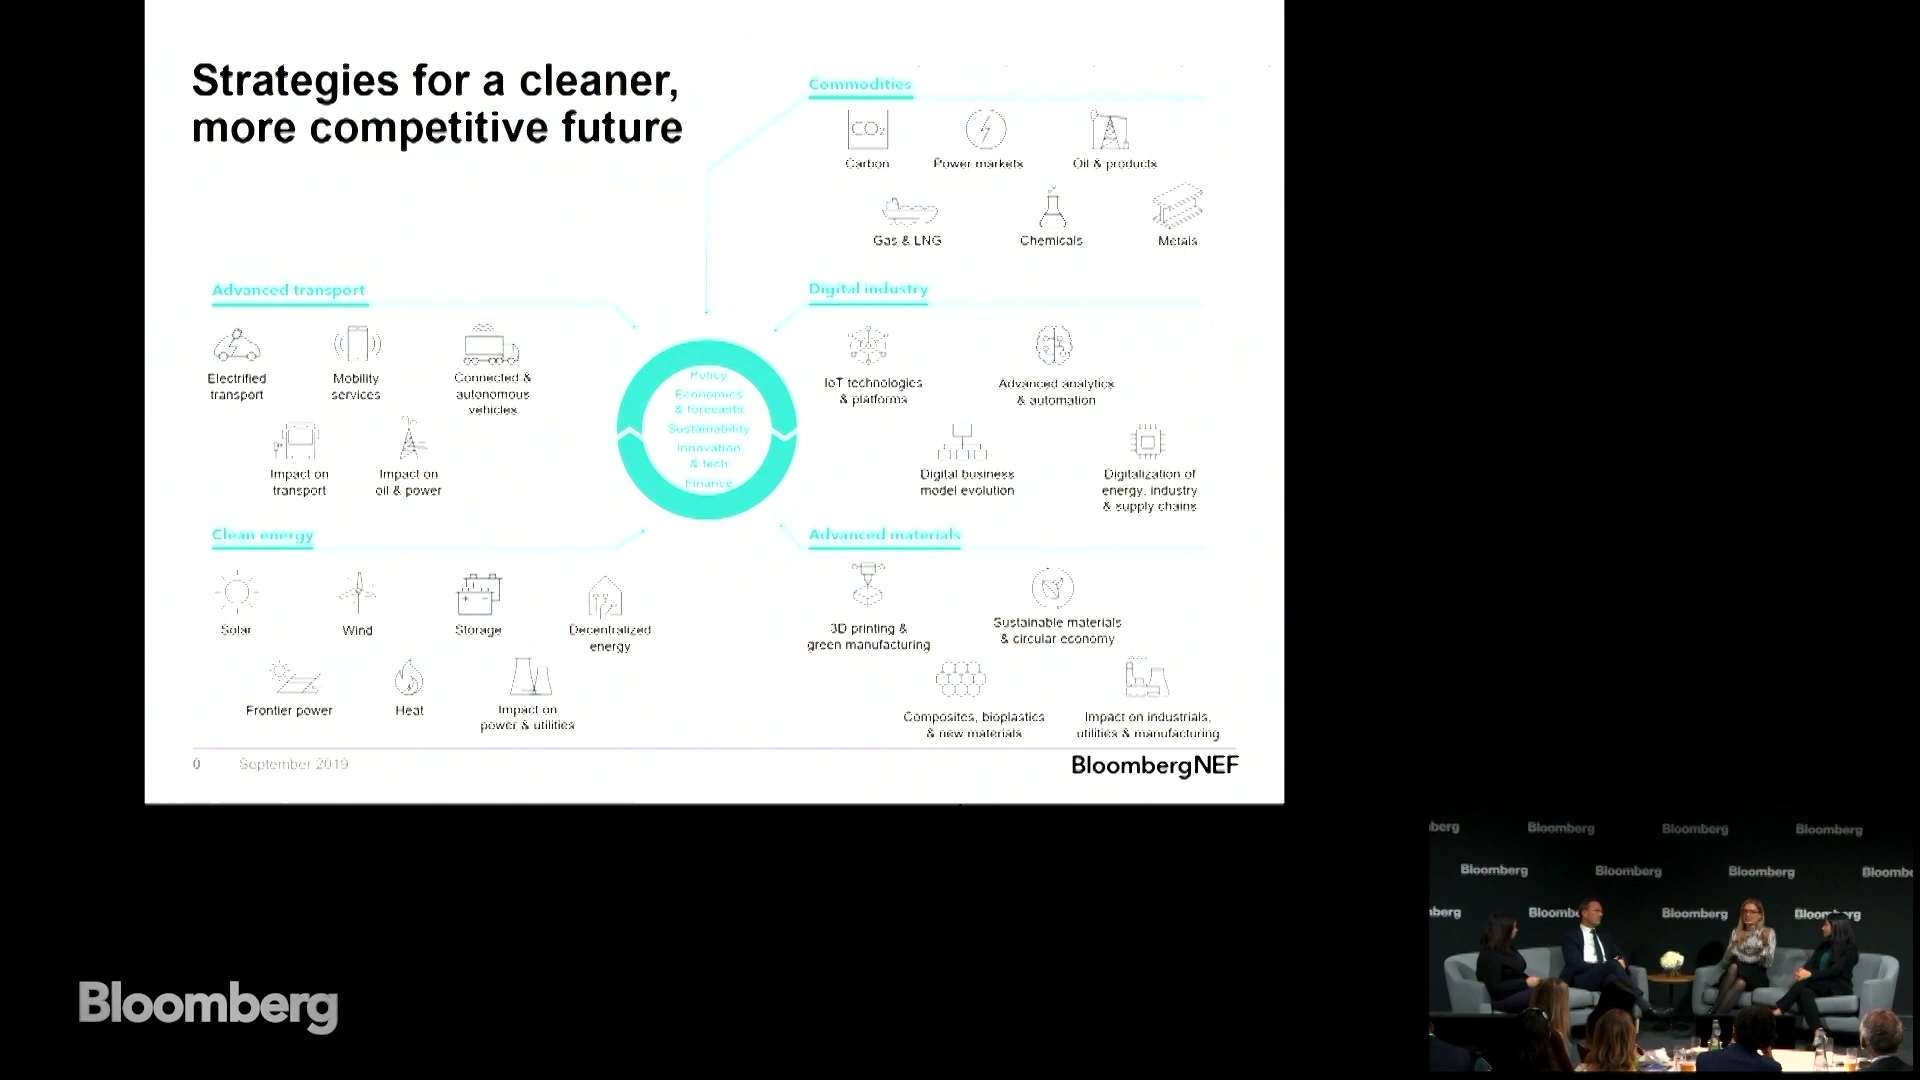 Strategies for a cleaner,
more competitive future
Commodities
Carbon
Power markets
Oil & products
Gas & LNG
Chemicals
Metals
Advanced transport
Electrified
transport
Mobility
services
Connected &
autonomous
vehicles
Impact on
transport
Impact on
oil & power
Policy
Economics
& forecasts
Sustainability
Innovation
& tech
Finance
Digital industry
IoT technologies
& platforms
Advanced analytics
& automation
Digital business
model evolution
Digitalization of
energy, industry
& supply chains
Clean energy
Solar
Wind
Storage
Decentralized
energy
Frontier power
Heat
Impact on
power & utilities
Advanced materials
3D printing &
green manufacturing
Sustainable materials
& circular economy
Composites, bioplastics
& new materials
Impact on industrials,
utilities & manufacturing
0 September 2019
BloombergNEF
Bloomberg
berg Bloomberg Bloomberg Bloomberg
Bloomberg Bloomberg Bloomberg Bloombe
berg Bloombe Bloomberg Bloomberg